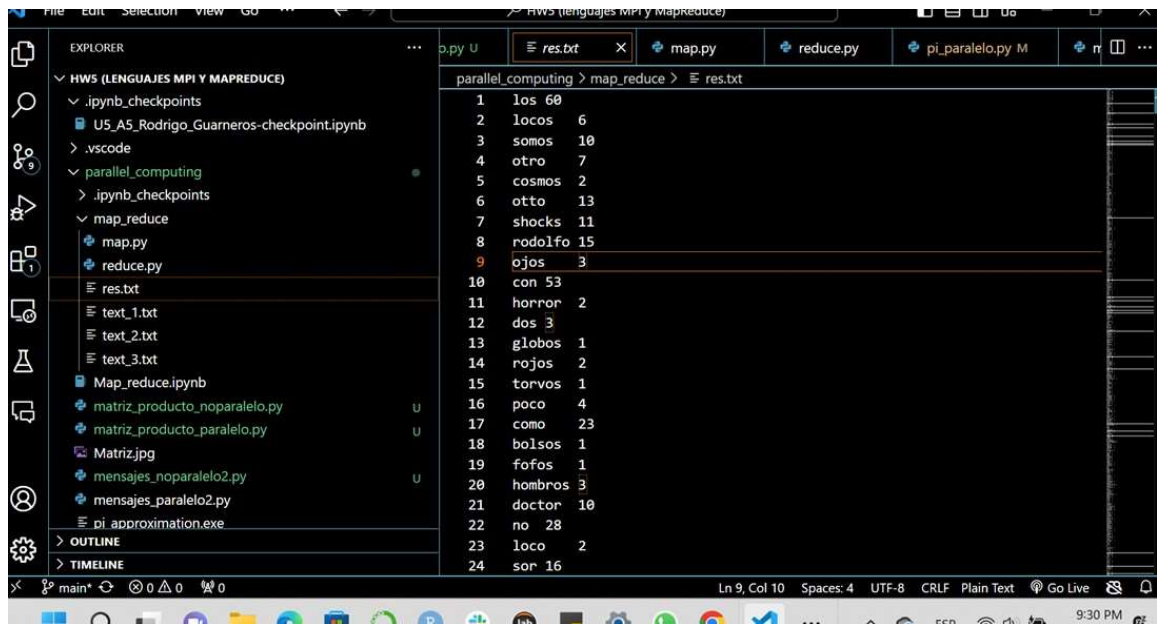 File Edit Selection View Go ... HW5 (lenguajes MPI y MapReduce)
EXPLORER ...
HW5 (LENGUAJES MPI Y MAPREDUCE)
.ipynb_checkpoints
U5_A5_Rodrigo_Guarneros-checkpoint.ipynb
.vscode
parallel_computing
.ipynb_checkpoints
map_reduce
map.py
reduce.py
res.txt
text_1.txt
text_2.txt
text_3.txt
Map_reduce.ipynb
matriz_producto_noparalelo.py U
matriz_producto_paralelo.py U
Matriz.jpg
mensajes_noparalelo2.py U
mensajes_paralelo2.py
pi_approximation.exe
OUTLINE
TIMELINE
9
1
o.py U res.txt map.py reduce.py pi_paralelo.py M ...
parallel_computing > map_reduce > res.txt
1 los 60
2 locos 6
3 somos 10
4 otro 7
5 cosmos 2
6 otto 13
7 shocks 11
8 rodolfo 15
9 ojos 3
10 con 53
11 horror 2
12 dos 3
13 globos 1
14 rojos 2
15 torvos 1
16 poco 4
17 como 23
18 bolsos 1
19 fofos 1
20 hombros 3
21 doctor 10
22 no 28
23 loco 2
24 sor 16
main* 0 0 0 Ln 9, Col 10 Spaces: 4 UTF-8 CRLF Plain Text Go Live
lab ... ESP 9:30 PM